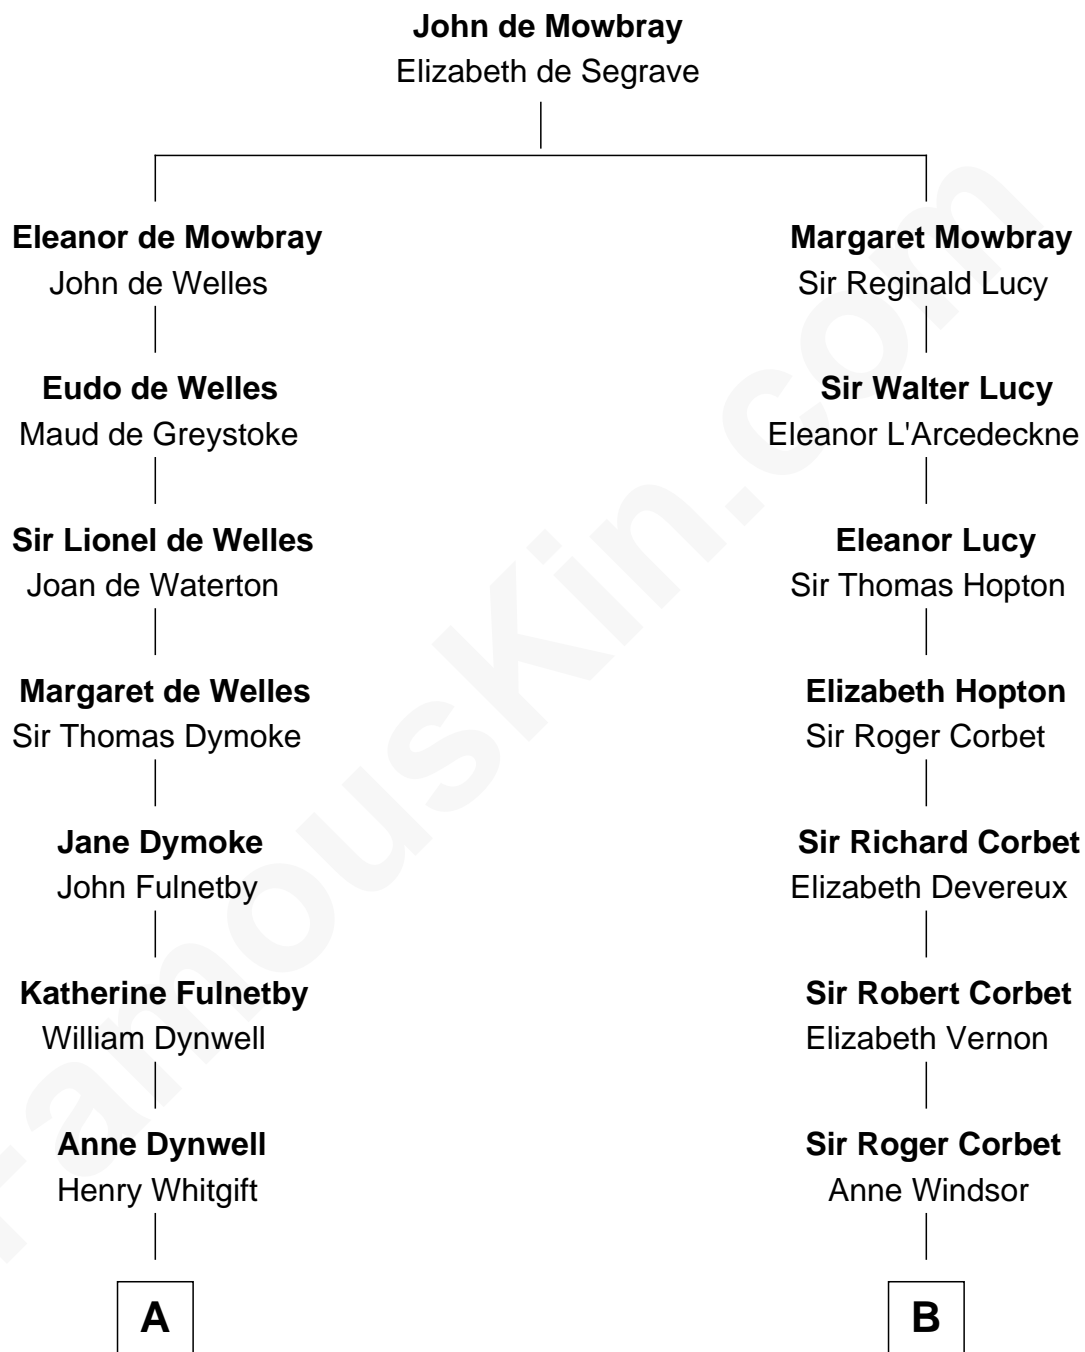 John de Mowbray
Elizabeth de Segrave
Eleanor de Mowbray
John de Welles
Margaret Mowbray
Sir Reginald Lucy
Eudo de Welles
Maud de Greystoke
Sir Walter Lucy
Eleanor L'Arcedeckne
Sir Lionel de Welles
Joan de Waterton
Eleanor Lucy
Sir Thomas Hopton
Margaret de Welles
Sir Thomas Dymoke
Elizabeth Hopton
Sir Roger Corbet
Jane Dymoke
John Fulnetby
Sir Richard Corbet
Elizabeth Devereux
Katherine Fulnetby
William Dynwell
Sir Robert Corbet
Elizabeth Vernon
Anne Dynwell
Henry Whitgift
Sir Roger Corbet
Anne Windsor
A
B
FamousKin.com